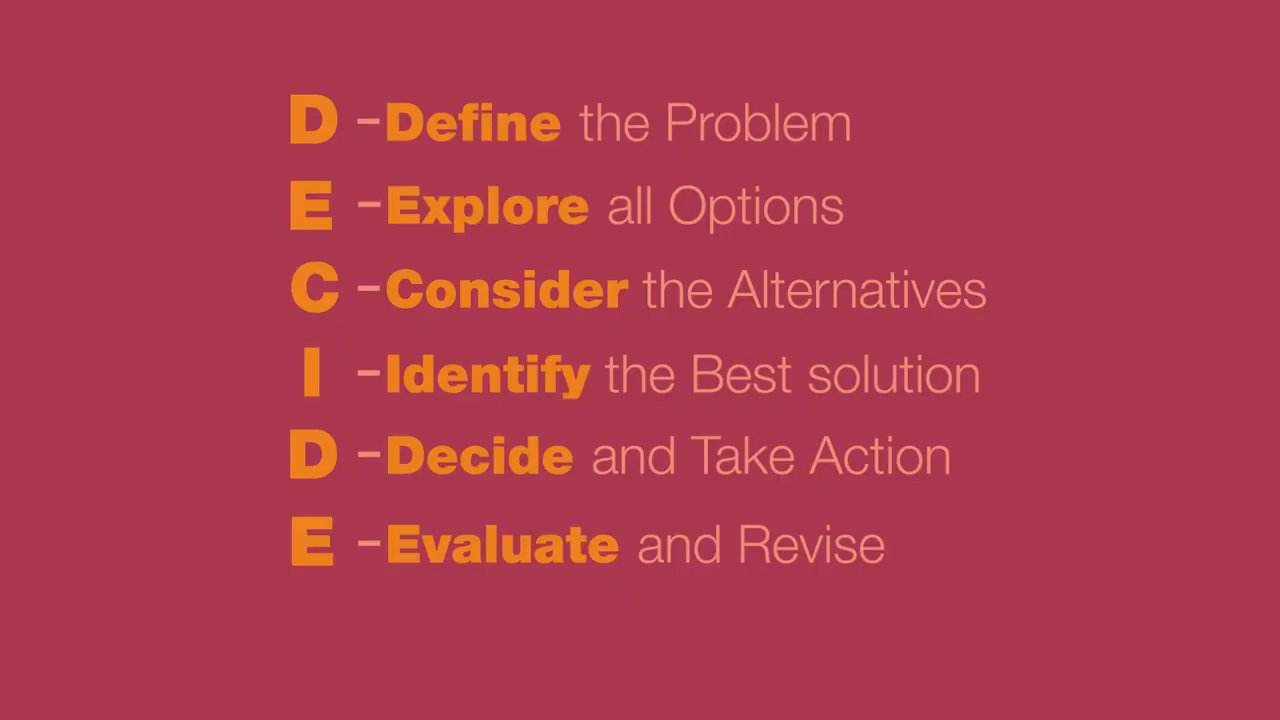 D –Define the Problem
E –Explore all Options
C –Consider the Alternatives
I –Identify the Best solution
D –Decide and Take Action
E –Evaluate and Revise